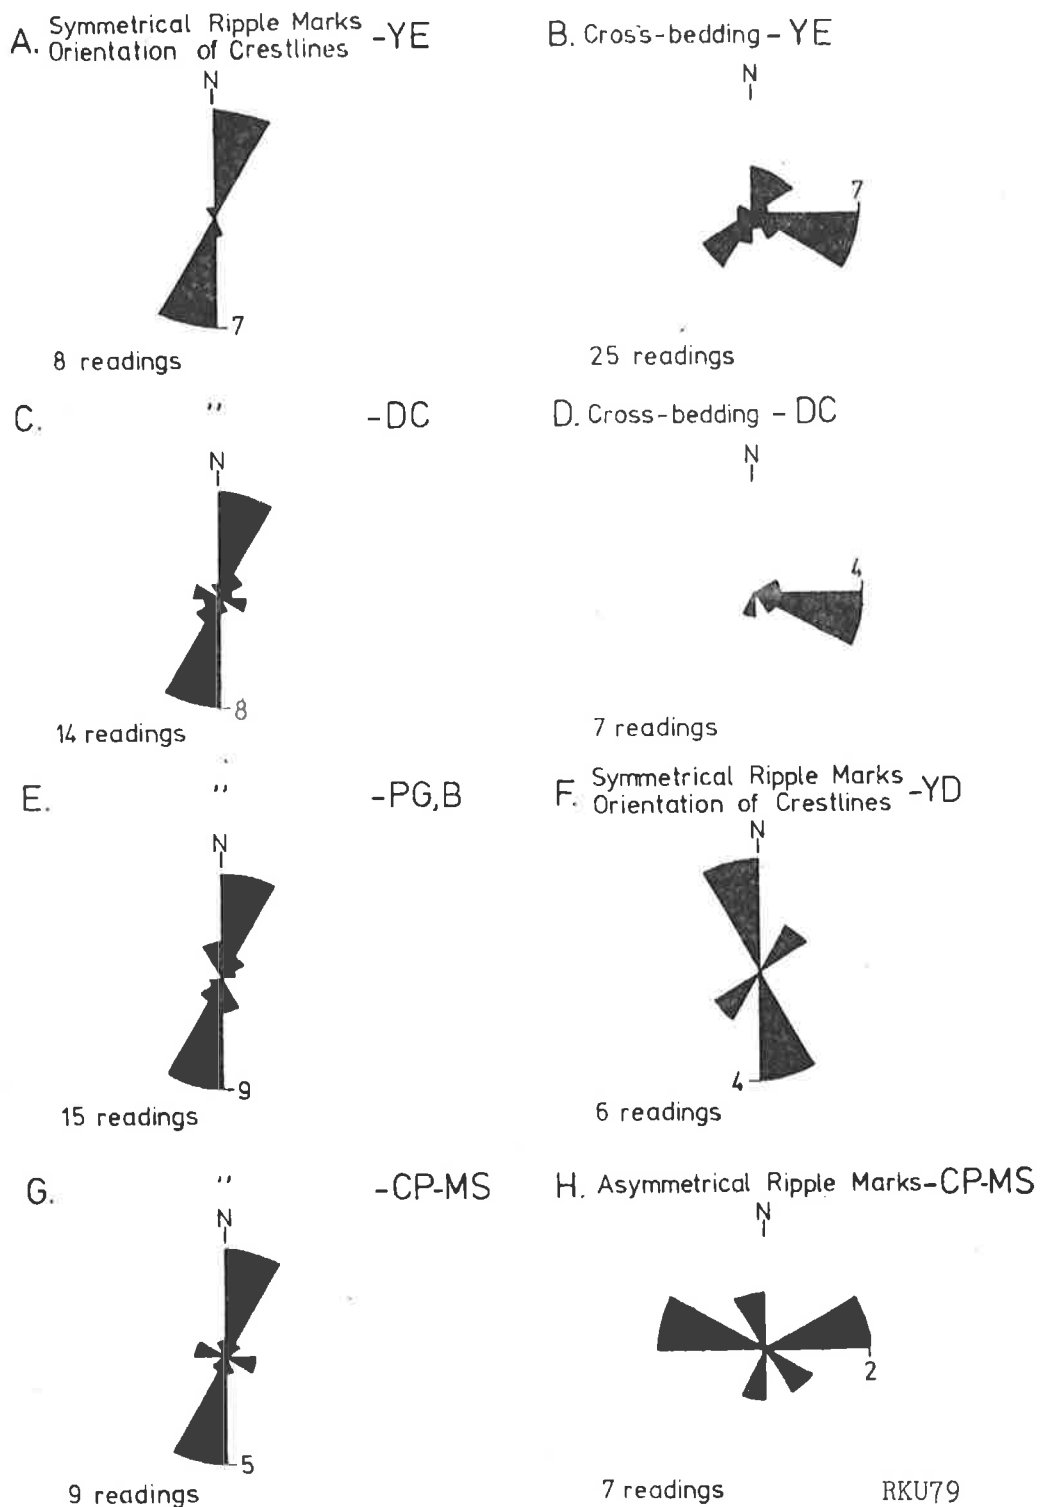 A. Symmetrical Ripple Marks
Orientation of Crestlines -YE
N
7
8 readings
B. Cross-bedding - YE
N
7
25 readings
C. " -DC
N
8
14 readings
D. Cross-bedding - DC
N
4
7 readings
E. " -PG,B
N
9
15 readings
F. Symmetrical Ripple Marks
Orientation of Crestlines -YD
N
4
6 readings
G. " -CP-MS
N
5
9 readings
H. Asymmetrical Ripple Marks-CP-MS
N
2
7 readings
RKU79